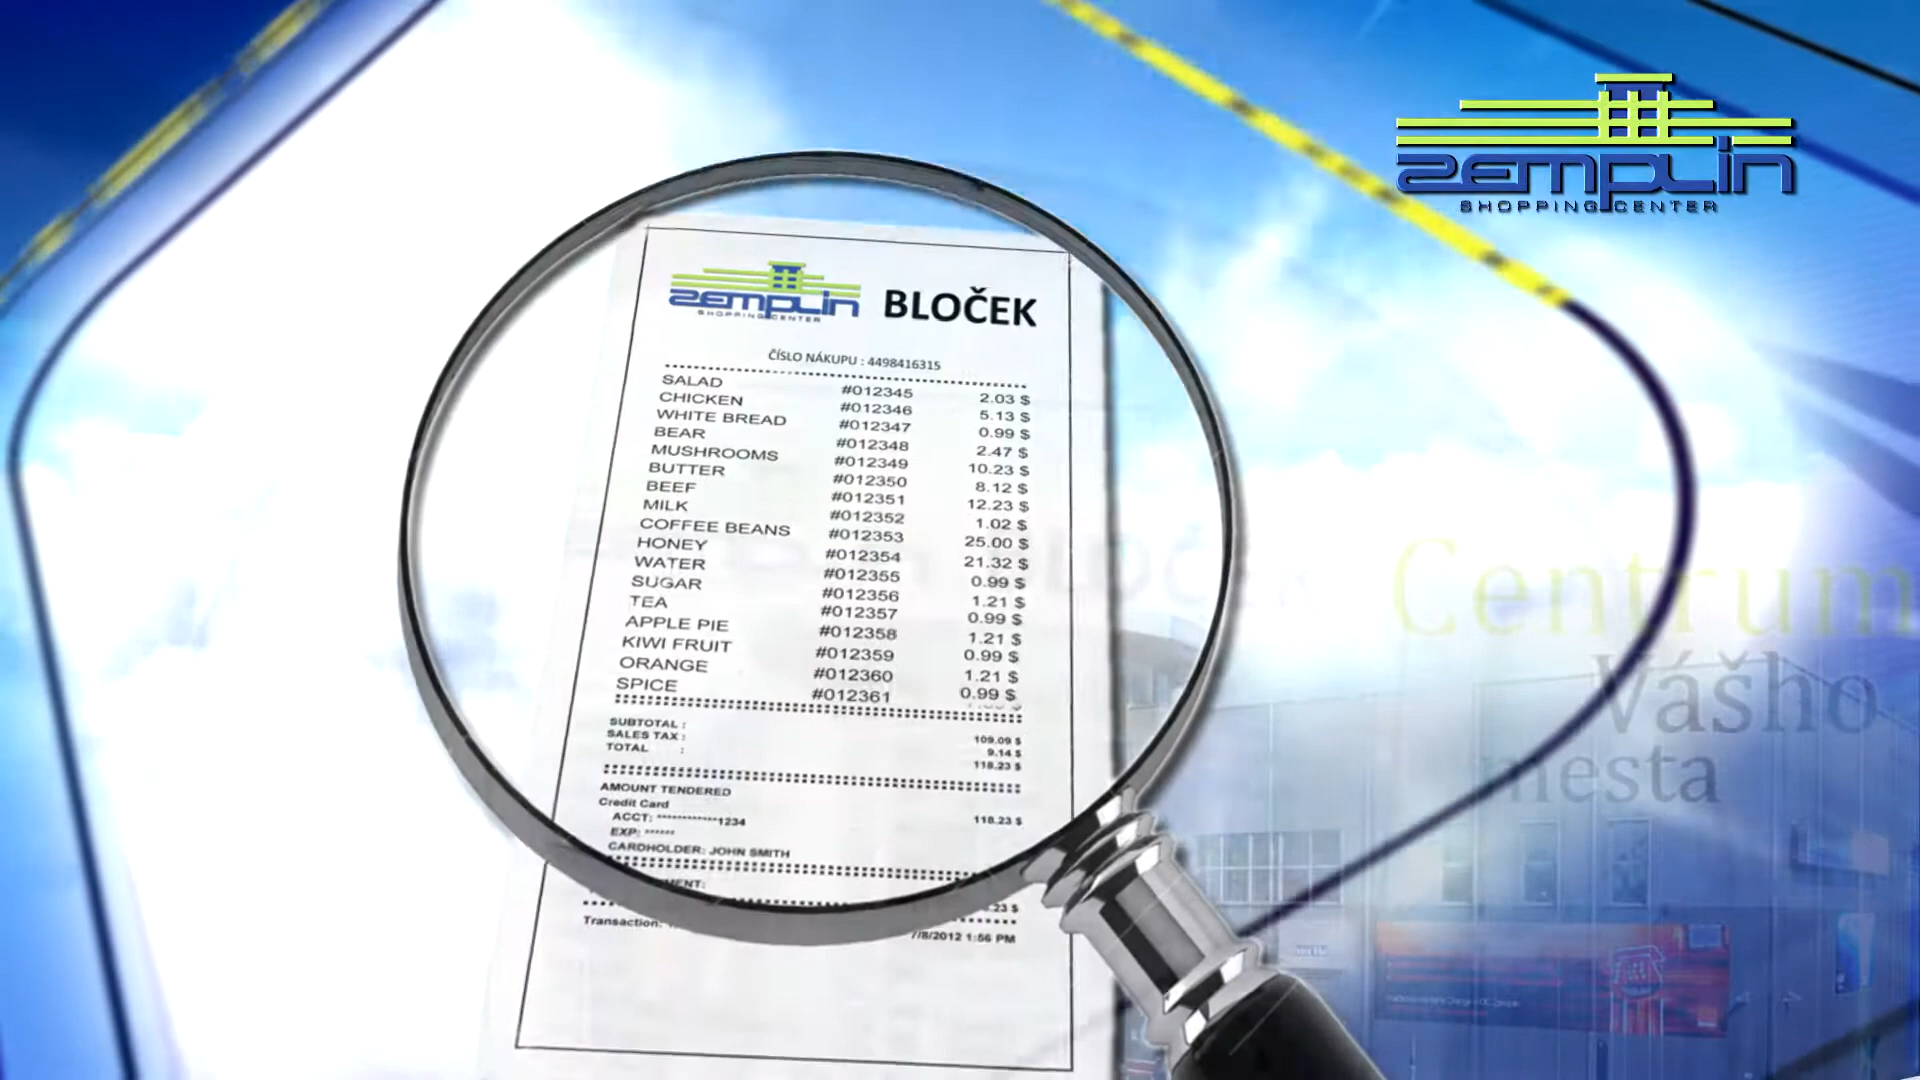 ZEMPLIN
SHOPPING CENTER
ZEMPLIN
SHOPPING CENTER
BLOČEK
ČÍSLO NÁKUPU : 4498416315
SALAD #012345 2.03 $
CHICKEN #012346 5.13 $
WHITE BREAD #012347 0.99 $
BEAR #012348 2.47 $
MUSHROOMS #012349 10.23 $
BUTTER #012350 8.12 $
BEEF #012351 12.23 $
MILK #012352 1.02 $
COFFEE BEANS #012353 25.00 $
HONEY #012354 21.32 $
WATER #012355 0.99 $
SUGAR #012356 1.21 $
TEA #012357 0.99 $
APPLE PIE #012358 1.21 $
KIWI FRUIT #012359 0.99 $
ORANGE #012360 1.21 $
SPICE #012361 0.99 $
SUBTOTAL : 109.09 $
SALES TAX : 9.14 $
TOTAL : 118.23 $
AMOUNT TENDERED
Credit Card 118.23 $
ACCT: ************1234
EXP: ******
CARDHOLDER: JOHN SMITH
Transaction: 7/8/2012 1:56 PM
Centrum
Vášho
mesta